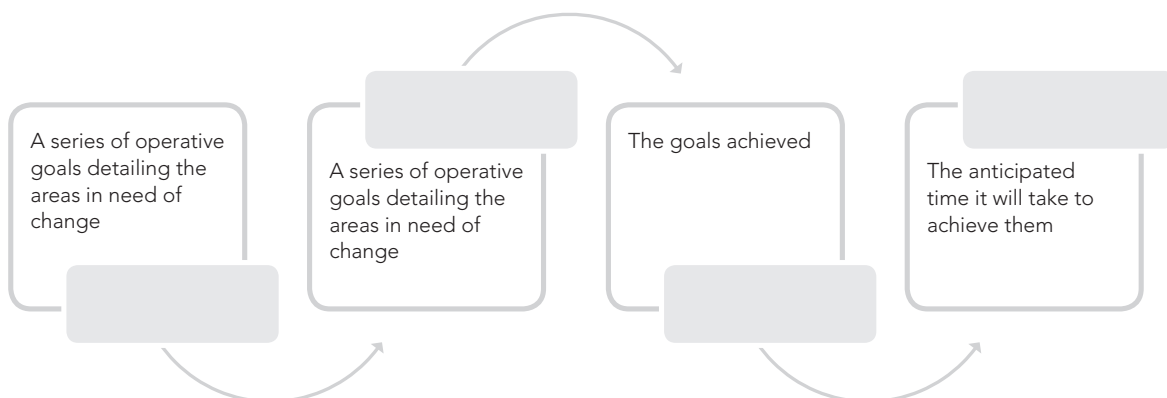 A series of operative
goals detailing the
areas in need of
change
A series of operative
goals detailing the
areas in need of
change
The goals achieved
The anticipated
time it will take to
achieve them